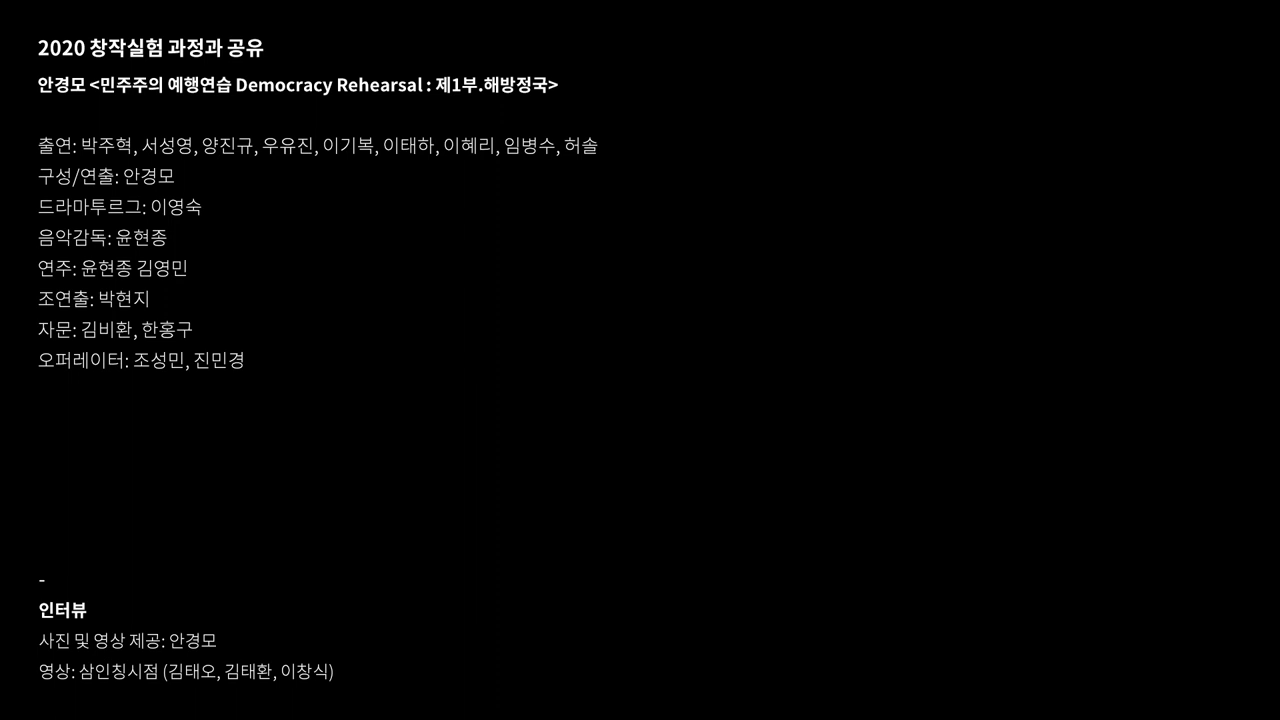 2020 창작실험 과정과 공유
안경모 <민주주의 예행연습 Democracy Rehearsal : 제1부.해방정국>
출연: 박주혁, 서성영, 양진규, 우유진, 이기복, 이태하, 이혜리, 임병수, 허솔
구성/연출: 안경모
드라마투르그: 이영숙
음악감독: 윤현종
연주: 윤현종 김영민
조연출: 박현지
자문: 김비환, 한홍구
오퍼레이터: 조성민, 진민경
-
인터뷰
사진 및 영상 제공: 안경모
영상: 삼인칭시점 (김태오, 김태환, 이창식)